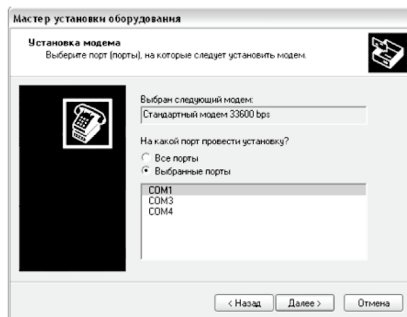 Мастер установки оборудования
Установка модема
Выберите порт (порты), на которые следует установить модем.
Выбран следующий модем:
Стандартный модем 33600 bps
На какой порт провести установку?
Все порты
Выбранные порты
COM1
COM3
COM4
< Назад
Далее >
Отмена